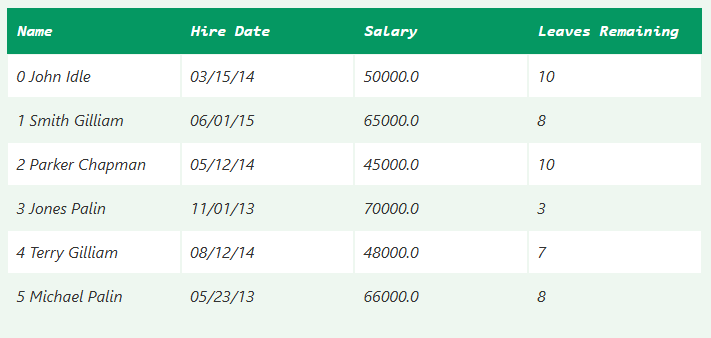 Name Hire Date Salary Leaves Remaining
0 John Idle 03/15/14 50000.0 10
1 Smith Gilliam 06/01/15 65000.0 8
2 Parker Chapman 05/12/14 45000.0 10
3 Jones Palin 11/01/13 70000.0 3
4 Terry Gilliam 08/12/14 48000.0 7
5 Michael Palin 05/23/13 66000.0 8